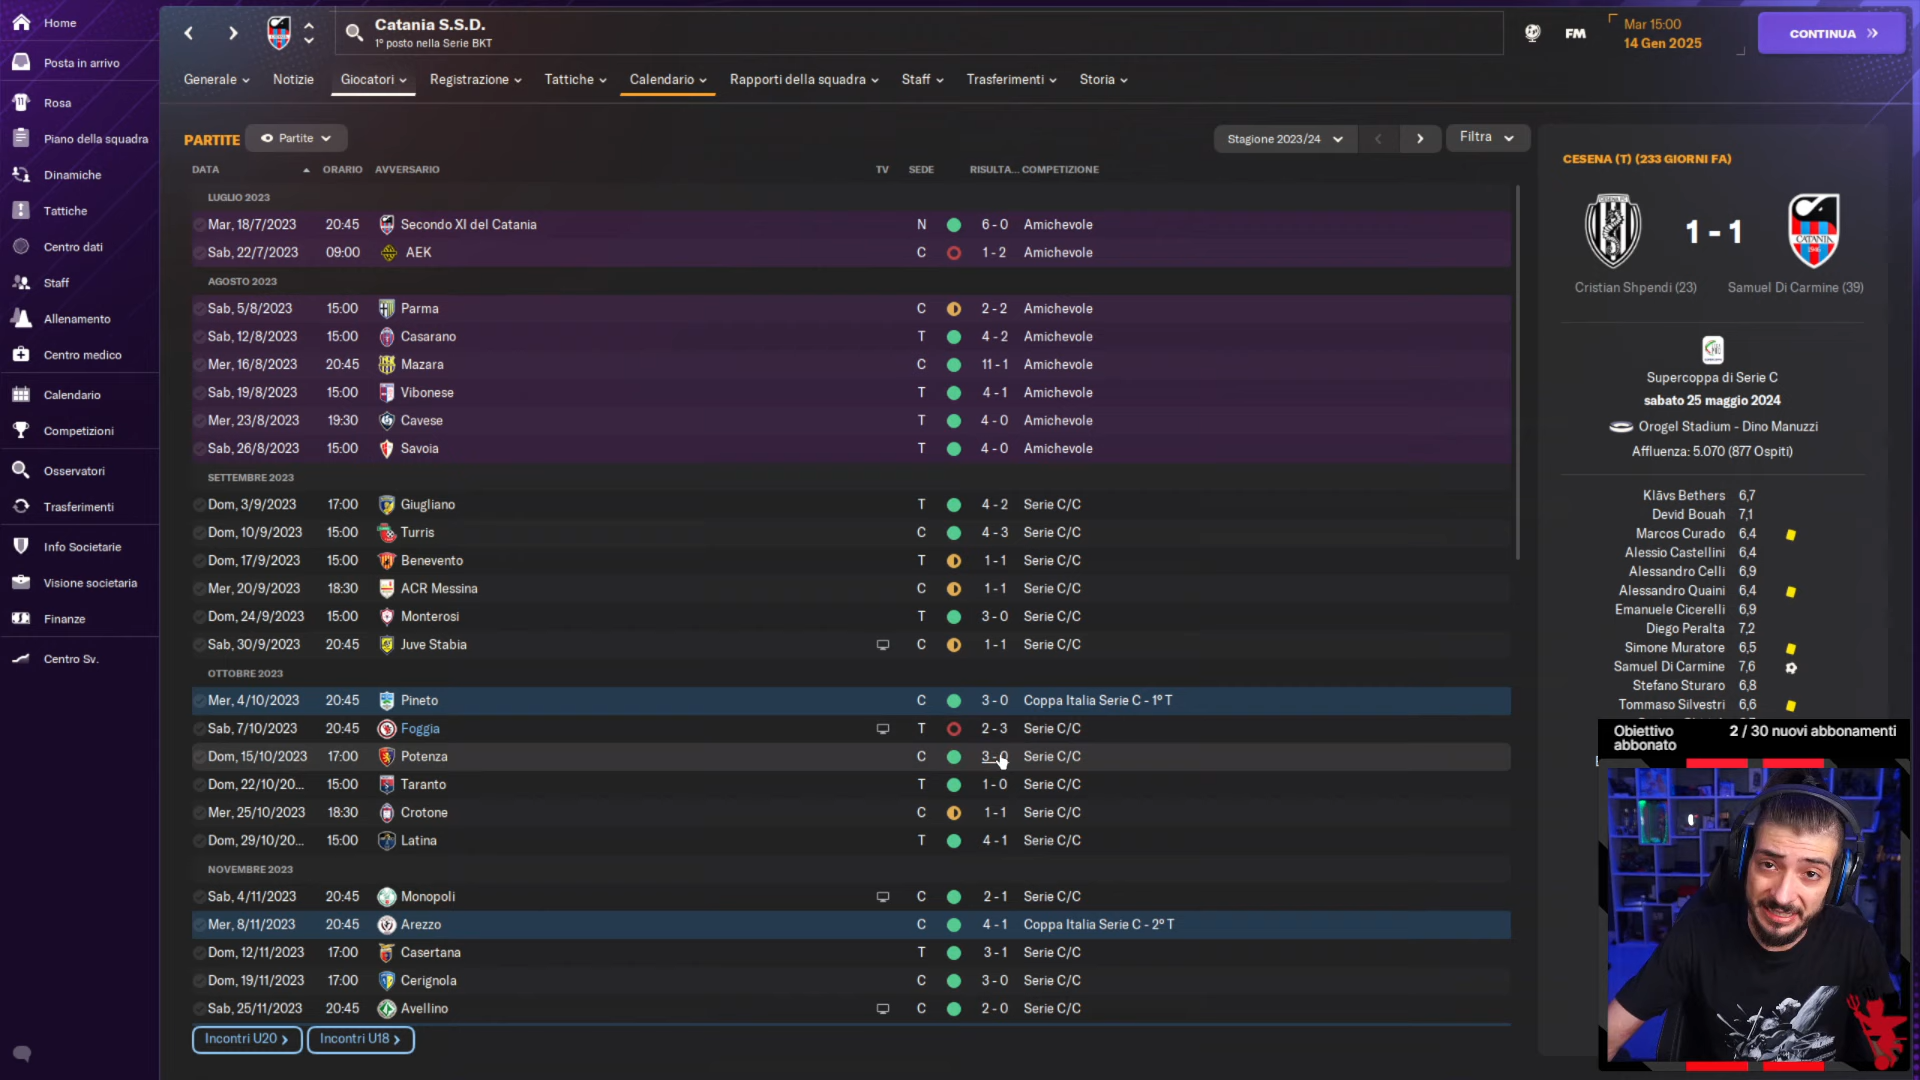 Home
Posta in arrivo
Rosa
Piano della squadra
Dinamiche
Tattiche
Centro dati
Staff
Allenamento
Centro medico
Calendario
Competizioni
Osservatori
Trasferimenti
Info Societarie
Visione societaria
Finanze
Centro Sv.
Catania S.S.D.
1º posto nella Serie BKT
FM
Mar 15:00
14 Gen 2025
CONTINUA
Generale Notizie Giocatori Registrazione Tattiche Calendario Rapporti della squadra Staff Trasferimenti Storia
PARTITE Partite Stagione 2023/24 Filtra
DATA ORARIO AVVERSARIO TV SEDE RISULTA... COMPETIZIONE
LUGLIO 2023
Mar, 18/7/2023 20:45 Secondo XI del Catania N 6 - 0 Amichevole
Sab, 22/7/2023 09:00 AEK C 1 - 2 Amichevole
AGOSTO 2023
Sab, 5/8/2023 15:00 Parma C 2 - 2 Amichevole
Sab, 12/8/2023 15:00 Casarano T 4 - 2 Amichevole
Mer, 16/8/2023 20:45 Mazara C 11 - 1 Amichevole
Sab, 19/8/2023 15:00 Vibonese T 4 - 1 Amichevole
Mer, 23/8/2023 19:30 Cavese T 4 - 0 Amichevole
Sab, 26/8/2023 15:00 Savoia T 4 - 0 Amichevole
SETTEMBRE 2023
Dom, 3/9/2023 17:00 Giugliano T 4 - 2 Serie C/C
Dom, 10/9/2023 15:00 Turris C 4 - 3 Serie C/C
Dom, 17/9/2023 15:00 Benevento T 1 - 1 Serie C/C
Mer, 20/9/2023 18:30 ACR Messina C 1 - 1 Serie C/C
Dom, 24/9/2023 15:00 Monterosi T 3 - 0 Serie C/C
Sab, 30/9/2023 20:45 Juve Stabia C 1 - 1 Serie C/C
OTTOBRE 2023
Mer, 4/10/2023 20:45 Pineto C 3 - 0 Coppa Italia Serie C - 1º T
Sab, 7/10/2023 20:45 Foggia T 2 - 3 Serie C/C
Dom, 15/10/2023 17:00 Potenza C 3 - 0 Serie C/C
Dom, 22/10/20... 15:00 Taranto T 1 - 0 Serie C/C
Mer, 25/10/2023 18:30 Crotone C 1 - 1 Serie C/C
Dom, 29/10/20... 15:00 Latina T 4 - 1 Serie C/C
NOVEMBRE 2023
Sab, 4/11/2023 20:45 Monopoli C 2 - 1 Serie C/C
Mer, 8/11/2023 20:45 Arezzo C 4 - 1 Coppa Italia Serie C - 2º T
Dom, 12/11/2023 17:00 Casertana T 3 - 1 Serie C/C
Dom, 19/11/2023 17:00 Cerignola C 3 - 0 Serie C/C
Sab, 25/11/2023 20:45 Avellino C 2 - 0 Serie C/C
Incontri U20 Incontri U18
CESENA (T) (233 GIORNI FA)
1 - 1
CATANIA
Cristian Shpendi (23) Samuel Di Carmine (39)
Supercoppa di Serie C
sabato 25 maggio 2024
Orogel Stadium - Dino Manuzzi
Affluenza: 5.070 (877 Ospiti)
Klāvs Bethers 6,7
Devid Bouah 7,1
Marcos Curado 6,4
Alessio Castellini 6,4
Alessandro Celli 6,9
Alessandro Quaini 6,4
Emanuele Cicerelli 6,9
Diego Peralta 7,2
Simone Muratore 6,5
Samuel Di Carmine 7,6
Stefano Sturaro 6,8
Tommaso Silvestri 6,6
Obiettivo abbonato 2 / 30 nuovi abbonamenti